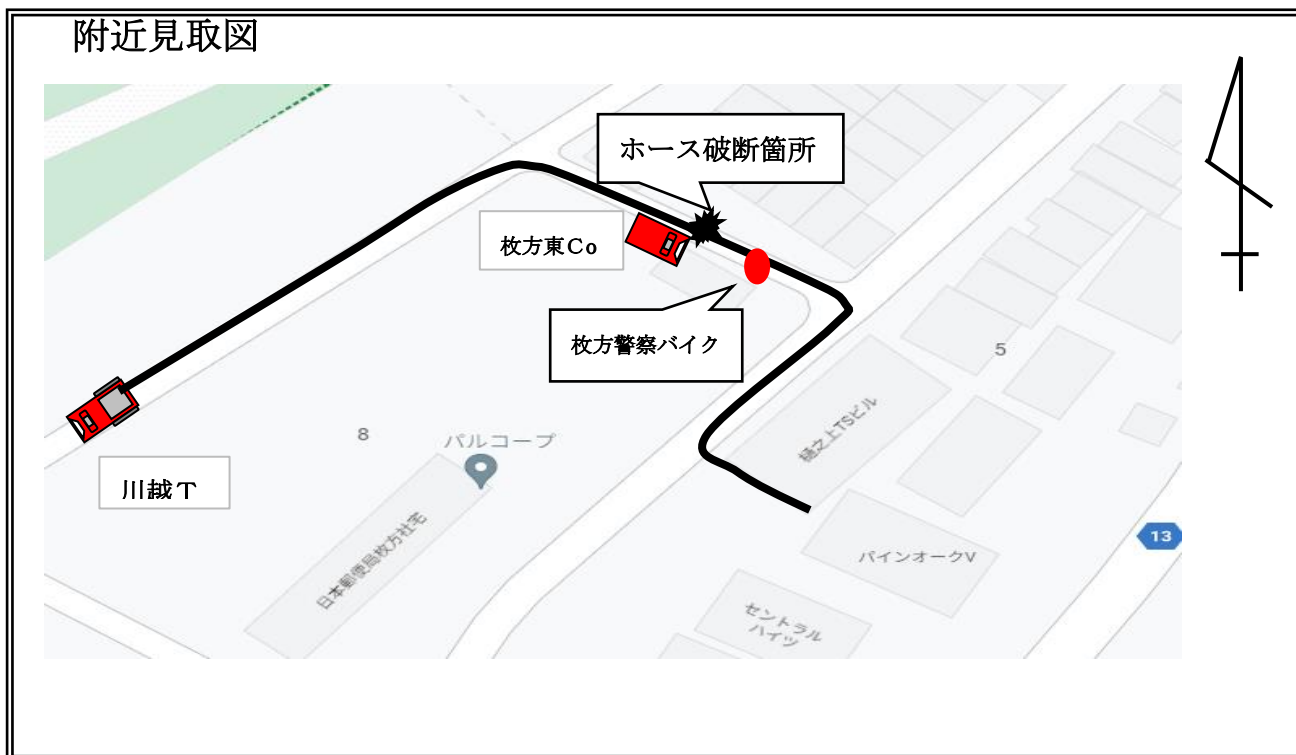 附近見取図
ホース破断箇所
枚方東Co
枚方警察バイク
5
樋之上TSビル
8
パルコープ
川越T
日本郵便局枚方社宅
13
パインオークV
セントラル
ハイツ